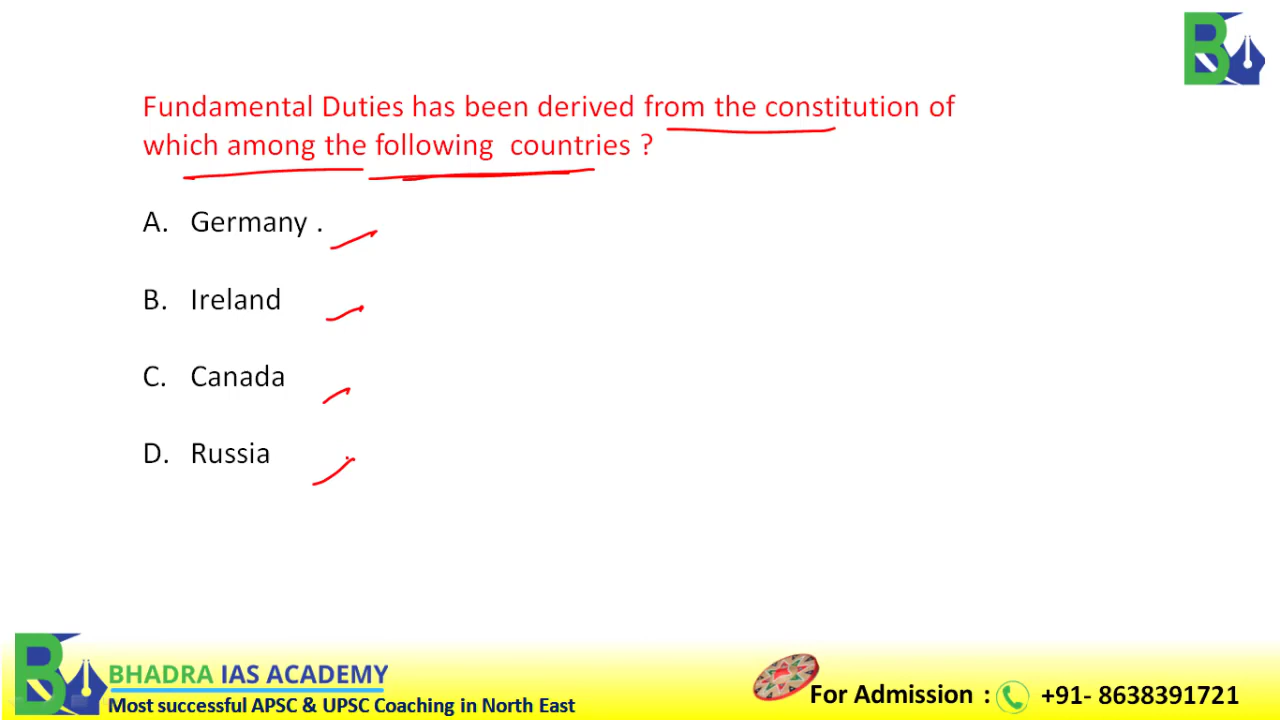 Fundamental Duties has been derived from the constitution of
which among the following countries ?
A. Germany .
B. Ireland
C. Canada
D. Russia
BHADRA IAS ACADEMY
Most successful APSC & UPSC Coaching in North East
For Admission : +91- 8638391721